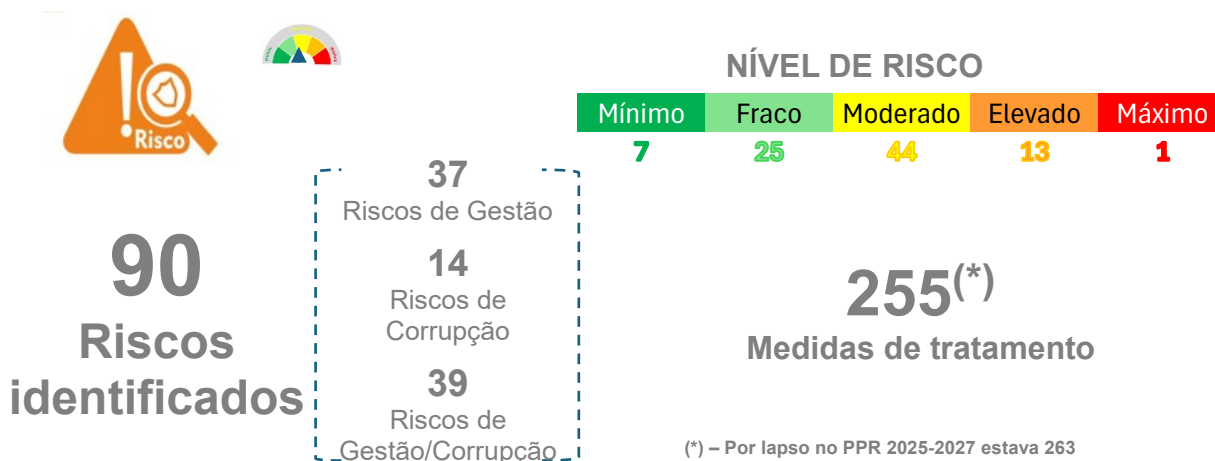 Risco
NÍVEL DE RISCO
Mínimo Fraco Moderado Elevado Máximo
7 25 44 13 1
90
Riscos
identificados
37
Riscos de Gestão
14
Riscos de
Corrupção
39
Riscos de
Gestão/Corrupção
255(*)
Medidas de tratamento
(*) – Por lapso no PPR 2025-2027 estava 263